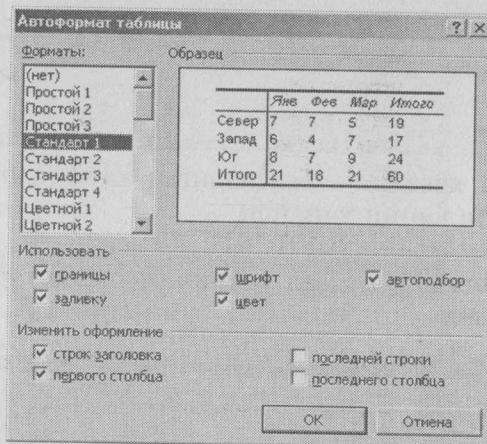 Автоформат таблицы ? ×
Форматы: Образец
(нет)
Простой 1
Простой 2
Простой 3
Стандарт 1
Стандарт 2
Стандарт 3
Стандарт 4
Цветной 1
Цветной 2
Янв Фев Мар Итого
Север 7 7 5 19
Запад 6 4 7 17
Юг 8 7 9 24
Итого 21 18 21 60
Использовать
границы шрифт автоподбор
заливку цвет
Изменить оформление
строк заголовка последней строки
первого столбца последнего столбца
OK Отмена